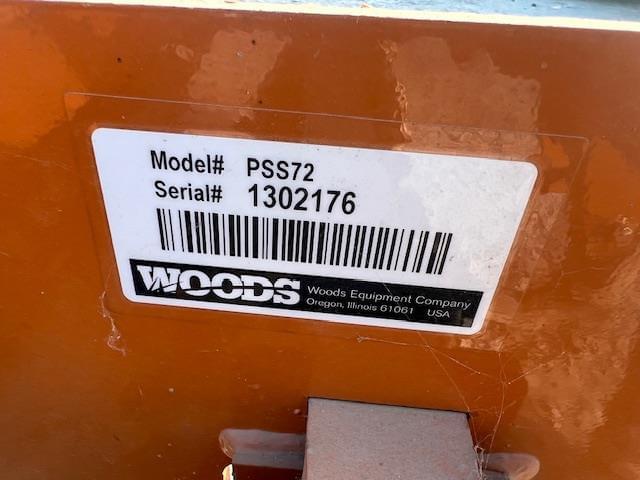 Model# PSS72
Serial# 1302176
WOODS
Woods Equipment Company
Oregon, Illinois 61061 USA